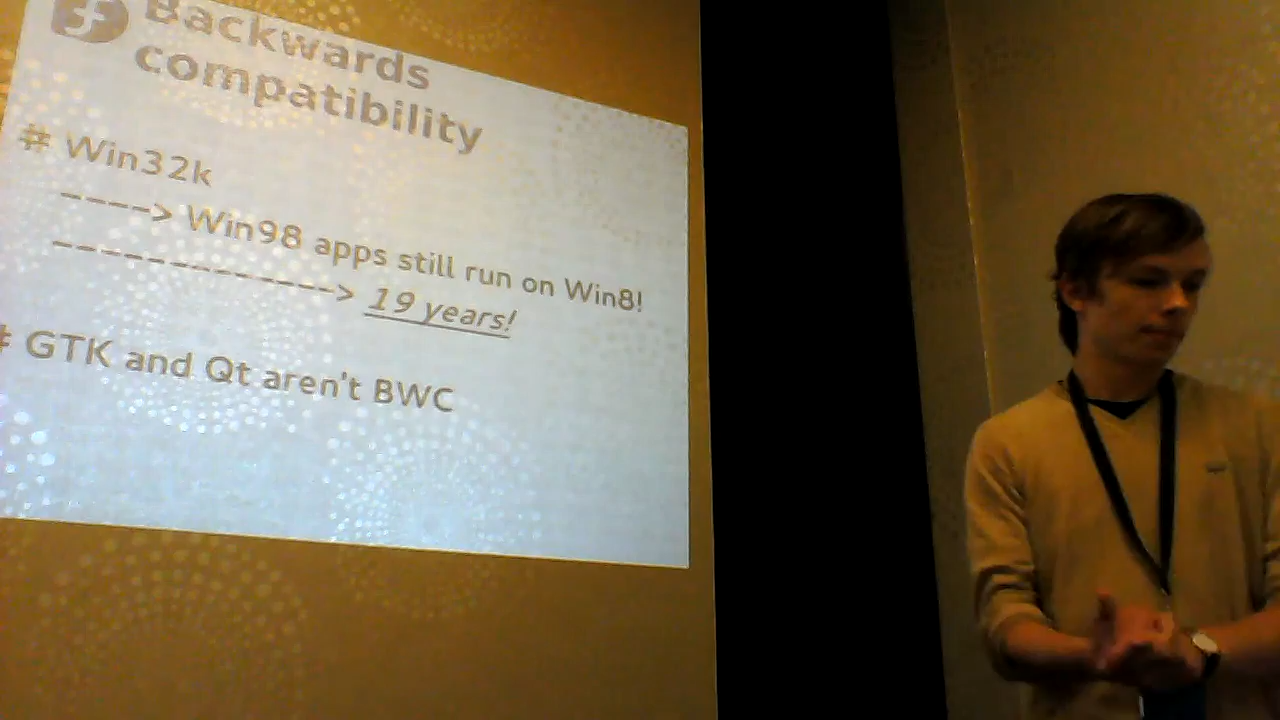 Backwards
compatibility
# Win32k
----> Win98 apps still run on Win8!
--------------> 19 years!
# GTK and Qt aren't BWC